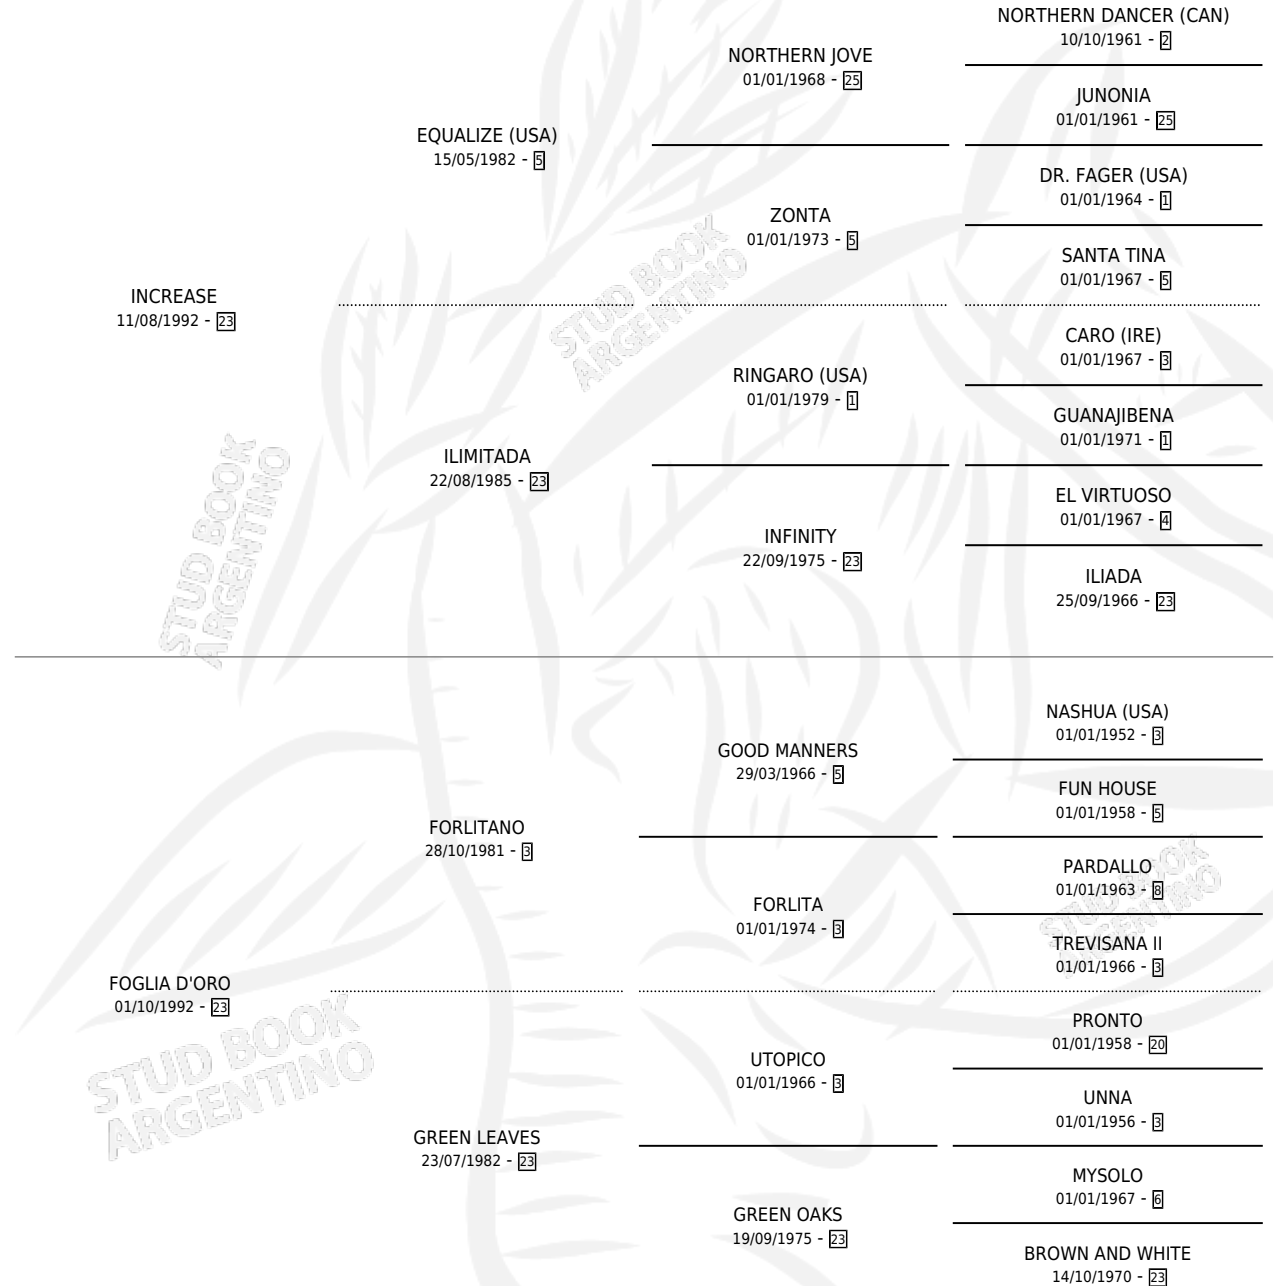 NORTHERN DANCER (CAN)
10/10/1961 - 2
NORTHERN JOVE
01/01/1968 - 25
JUNONIA
01/01/1961 - 25
EQUALIZE (USA)
15/05/1982 - 5
DR. FAGER (USA)
01/01/1964 - 1
ZONTA
01/01/1973 - 5
SANTA TINA
01/01/1967 - 5
INCREASE
11/08/1992 - 23
STUD BOOK
ARGENTINO
CARO (IRE)
01/01/1967 - 3
RINGARO (USA)
01/01/1979 - 1
GUANAJIBENA
01/01/1971 - 1
ILIMITADA
22/08/1985 - 23
EL VIRTUOSO
01/01/1967 - 4
INFINITY
22/09/1975 - 23
ILIADA
25/09/1966 - 23
STUD BOOK
ARGENTINO
NASHUA (USA)
01/01/1952 - 3
GOOD MANNERS
29/03/1966 - 5
FUN HOUSE
01/01/1958 - 5
FORLITANO
28/10/1981 - 3
PARDALLO
01/01/1963 - 8
STUD BOOK
ARGENTINO
FORLITA
01/01/1974 - 3
TREVISANA II
01/01/1966 - 3
FOGLIA D'ORO
01/10/1992 - 23
PRONTO
01/01/1958 - 20
UTOPICO
01/01/1966 - 3
UNNA
01/01/1956 - 3
STUD BOOK
ARGENTINO
GREEN LEAVES
23/07/1982 - 23
MYSOLO
01/01/1967 - 6
GREEN OAKS
19/09/1975 - 23
BROWN AND WHITE
14/10/1970 - 23